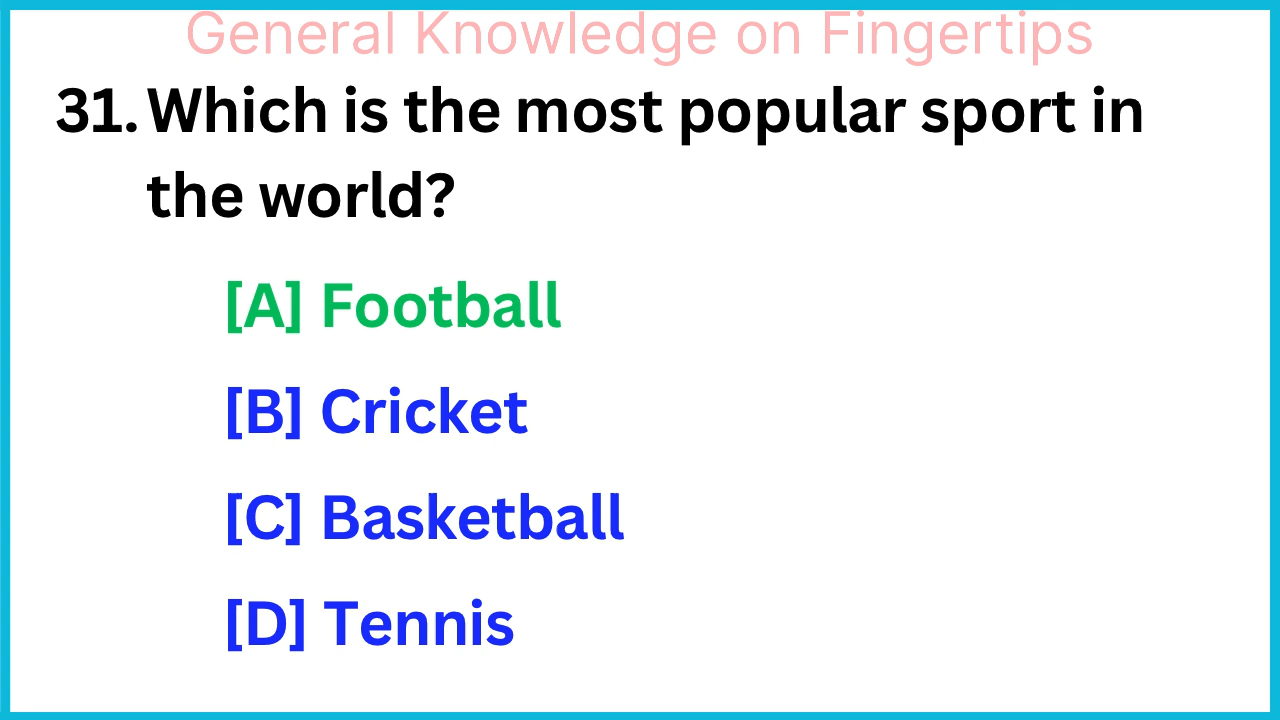 General Knowledge on Fingertips
31. Which is the most popular sport in
the world?
[A] Football
[B] Cricket
[C] Basketball
[D] Tennis